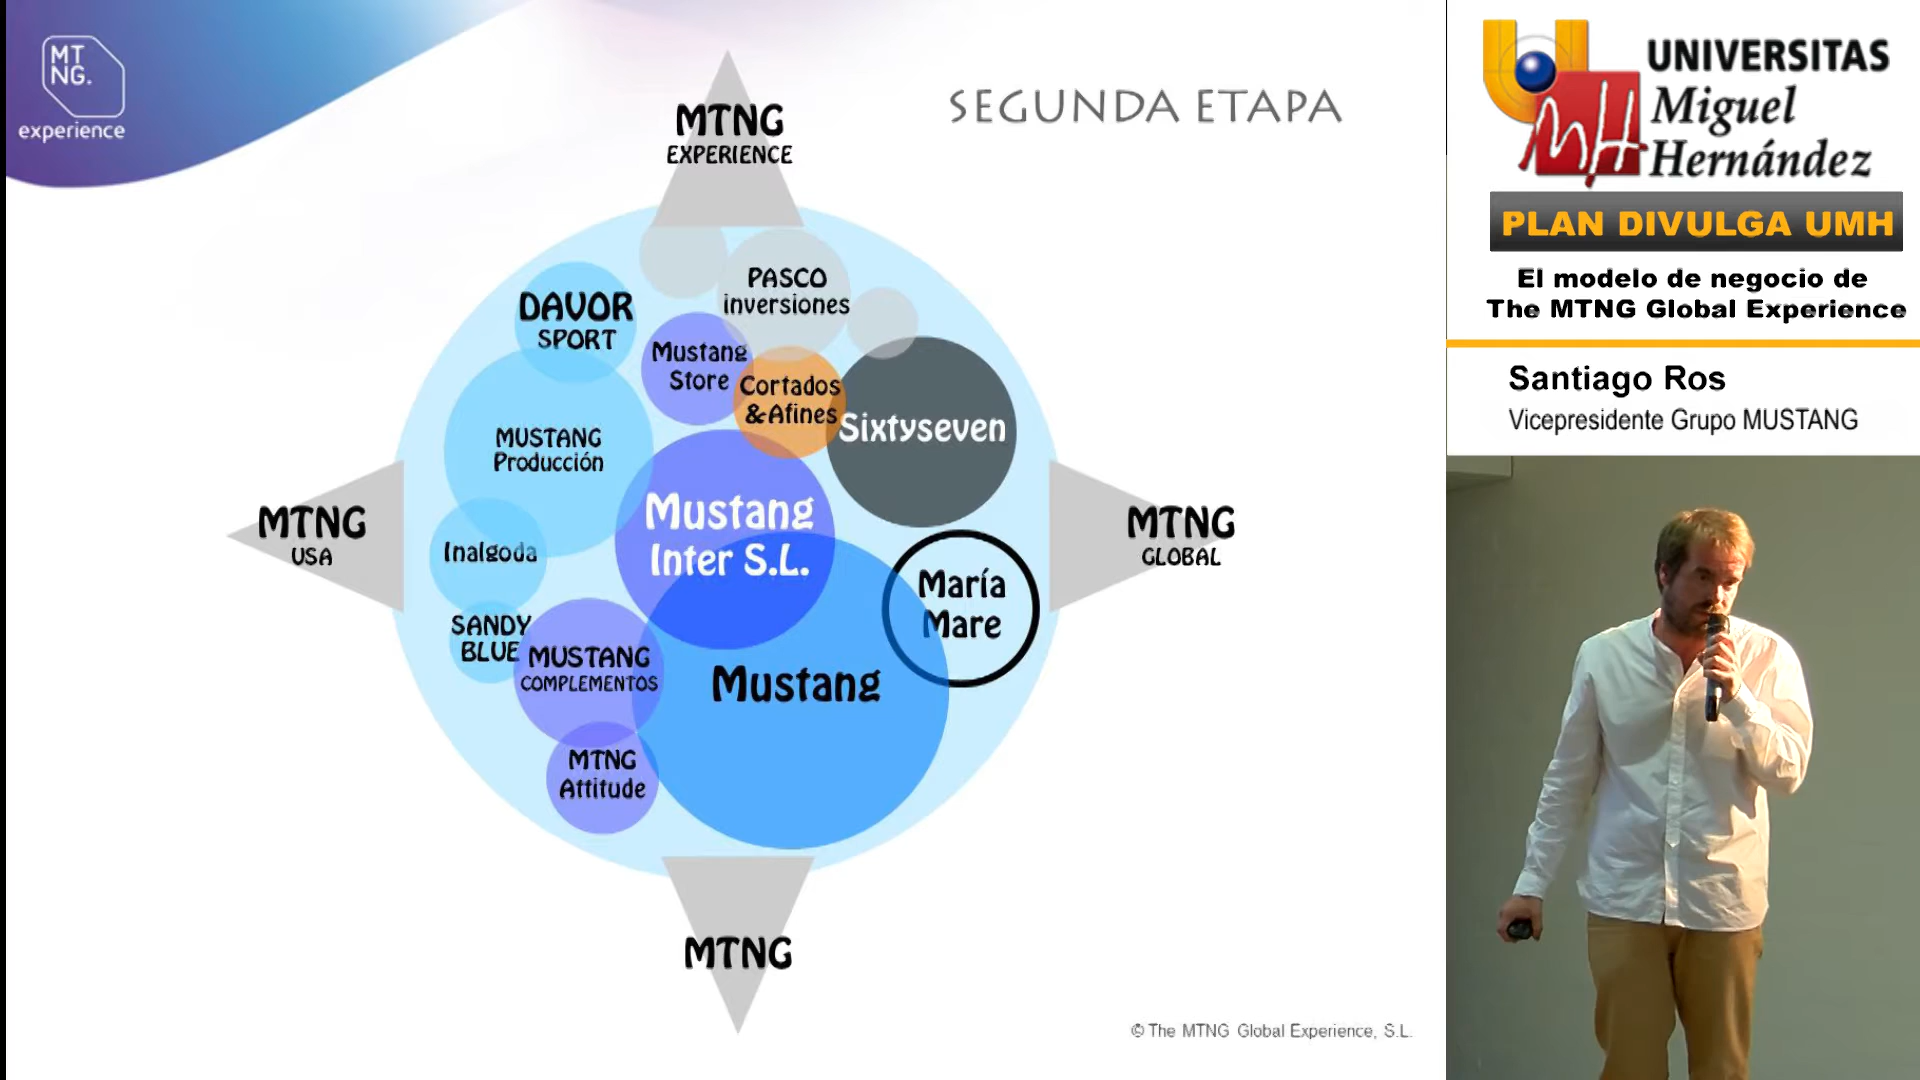 MT
NG.
experience
SEGUNDA ETAPA
MTNG
EXPERIENCE
DAVOR
SPORT
PASCO
inversiones
Mustang
Store
Cortados
&Afines
Sixtyseven
MUSTANG
Producción
Mustang
Inter S.L.
MTNG
USA
MTNG
GLOBAL
Inalgoda
María
Mare
SANDY
BLUE
MUSTANG
COMPLEMENTOS
Mustang
MTNG
Attitude
MTNG
© The MTNG Global Experience, S.L.
UNIVERSITAS
Miguel
Hernández
MH
PLAN DIVULGA UMH
El modelo de negocio de
The MTNG Global Experience
Santiago Ros
Vicepresidente Grupo MUSTANG